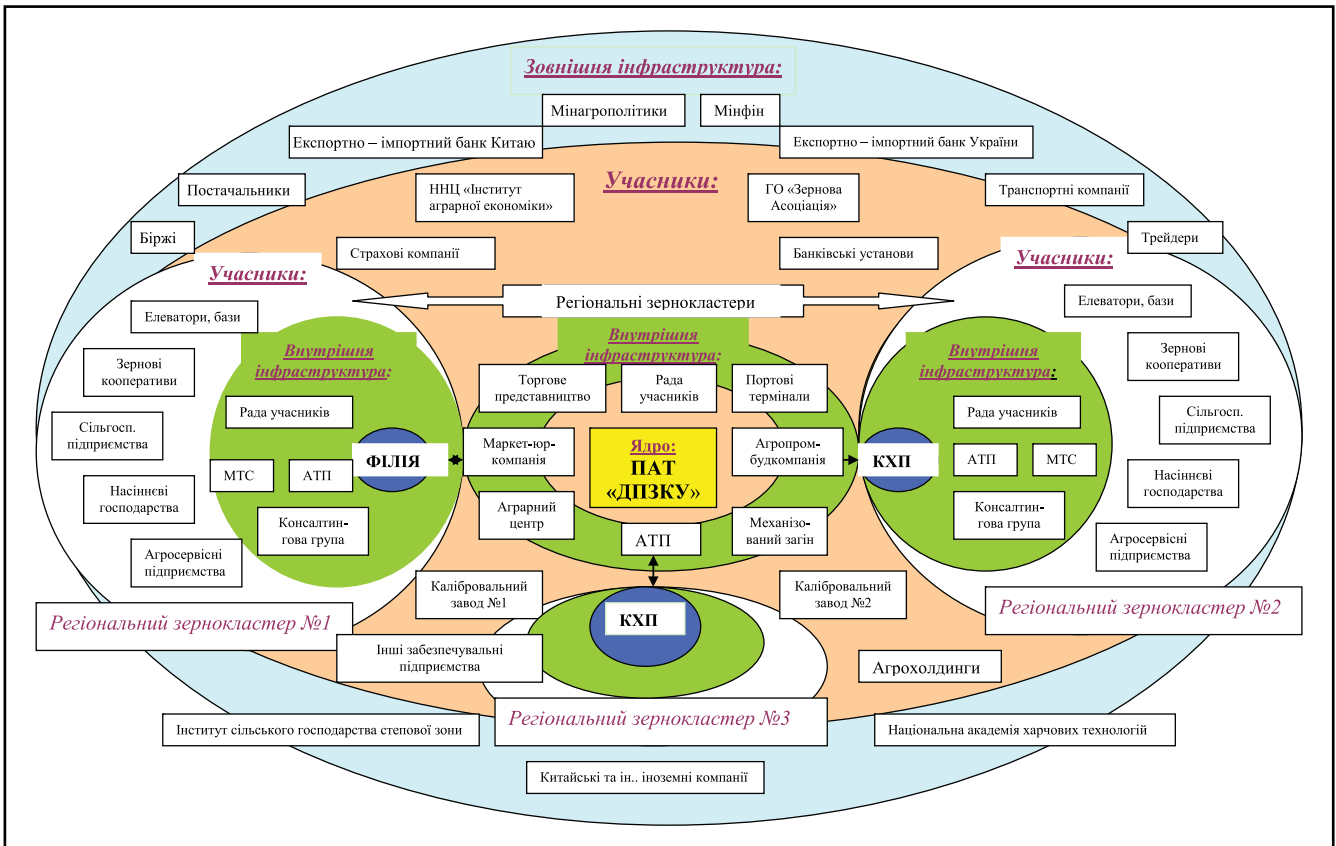 Зовнішня інфраструктура:
Мінагрополітики
Мінфін
Експортно – імпортний банк Китаю
Експортно – імпортний банк України
Учасники:
Постачальники
ННЦ «Інститут
аграрної економіки»
ГО «Зернова
Асоціація»
Транспортні компанії
Біржі
Страхові компанії
Банківські установи
Трейдери
Учасники:
Елеватори, бази
Зернові
кооперативи
Сільгосп.
підприємства
Насіннєві
господарства
Агросервісні
підприємства
Внутрішня
інфраструктура:
Рада учасників
МТС
АТП
Консалтин-
гова група
ФІЛІЯ
Регіональний зернокластер №1
Регіональні зернокластери
Внутрішня
інфраструктура:
Торгове
представництво
Рада
учасників
Портові
термінали
Маркет-юр-
компанія
Ядро:
ПАТ
«ДПЗКУ»
Агропром-
будкомпанія
Аграрний
центр
АТП
Механізо-
ваний загін
Учасники:
Елеватори, бази
Зернові
кооперативи
Сільгосп.
підприємства
Насіннєві
господарства
Агросервісні
підприємства
Внутрішня
інфраструктура:
Рада учасників
АТП
МТС
Консалтин-
гова група
КХП
Регіональний зернокластер №2
Калібровальний
завод №1
Калібровальний
завод №2
КХП
Інші забезпечувальні
підприємства
Агрохолдинги
Регіональний зернокластер №3
Інститут сільського господарства степової зони
Національна академія харчових технологій
Китайські та ін.. іноземні компанії